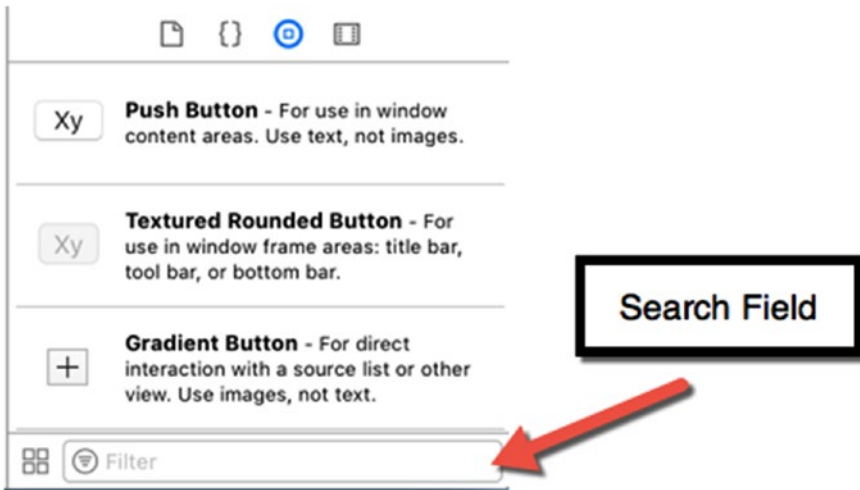 Xy
Push Button - For use in window
content areas. Use text, not images.
Xy
Textured Rounded Button - For
use in window frame areas: title bar,
tool bar, or bottom bar.
Gradient Button - For direct
interaction with a source list or other
view. Use images, not text.
Filter
Search Field